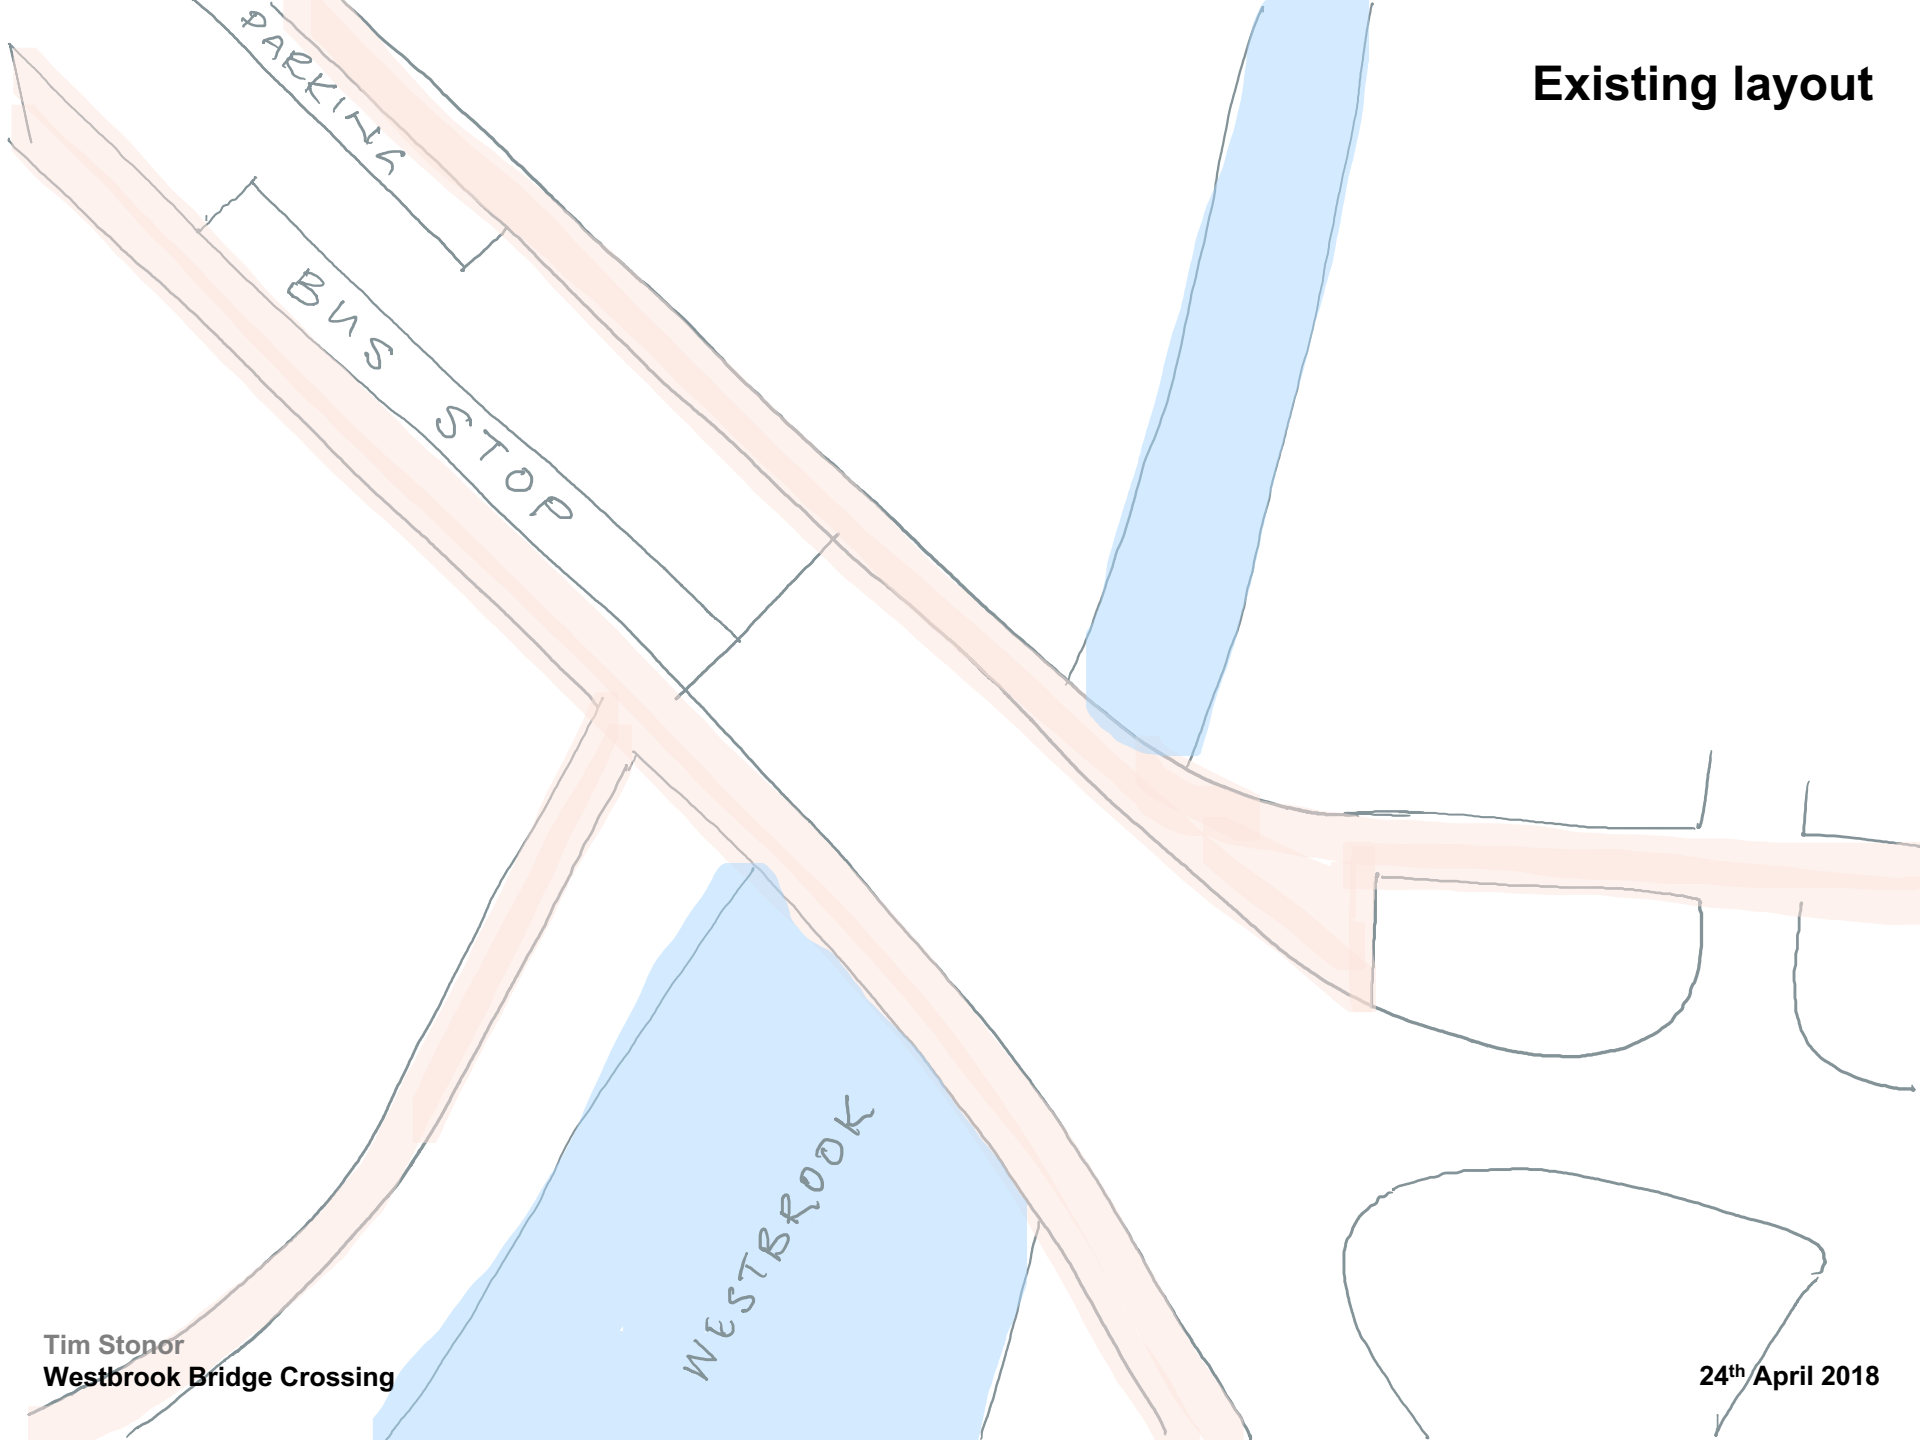 PARKING
Existing layout
BUS STOP
WESTBROOK
Tim Stonor
Westbrook Bridge Crossing
24th April 2018